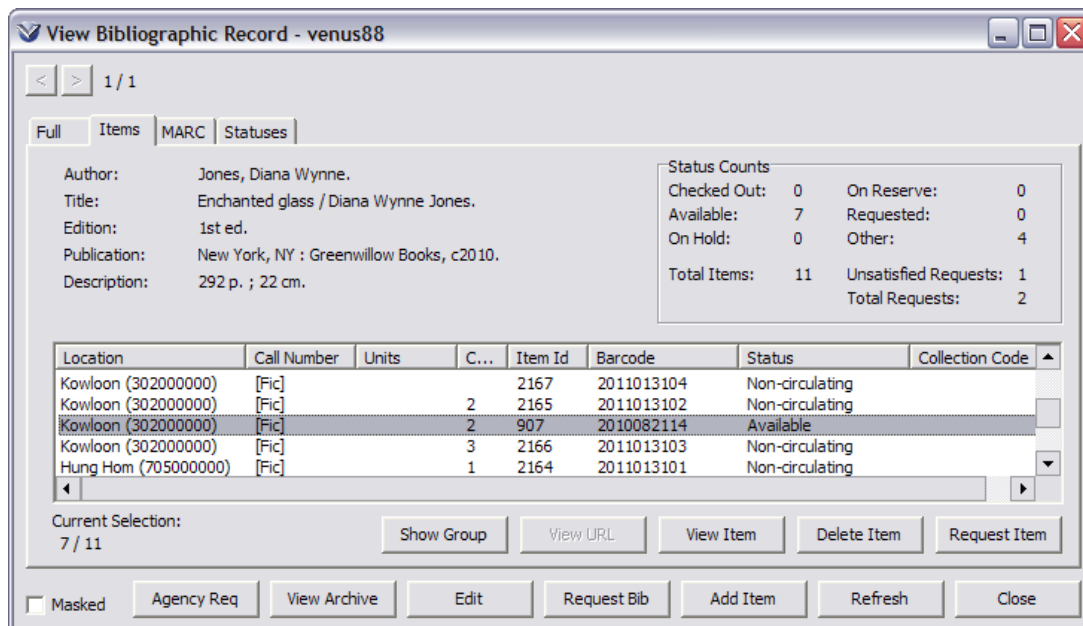 View Bibliographic Record - venus88
< > 1 / 1
Full Items MARC Statuses
Author: Jones, Diana Wynne.
Title: Enchanted glass / Diana Wynne Jones.
Edition: 1st ed.
Publication: New York, NY : Greenwillow Books, c2010.
Description: 292 p. ; 22 cm.
Status Counts
Checked Out: 0 On Reserve: 0
Available: 7 Requested: 0
On Hold: 0 Other: 4
Total Items: 11 Unsatisfied Requests: 1
Total Requests: 2
Location Call Number Units C... Item Id Barcode Status Collection Code
Kowloon (302000000) [Fic] 2167 2011013104 Non-circulating
Kowloon (302000000) [Fic] 2 2165 2011013102 Non-circulating
Kowloon (302000000) [Fic] 2 907 2010082114 Available
Kowloon (302000000) [Fic] 3 2166 2011013103 Non-circulating
Hung Hom (705000000) [Fic] 1 2164 2011013101 Non-circulating
Current Selection:
7 / 11
Show Group View URL View Item Delete Item Request Item
Masked Agency Req View Archive Edit Request Bib Add Item Refresh Close